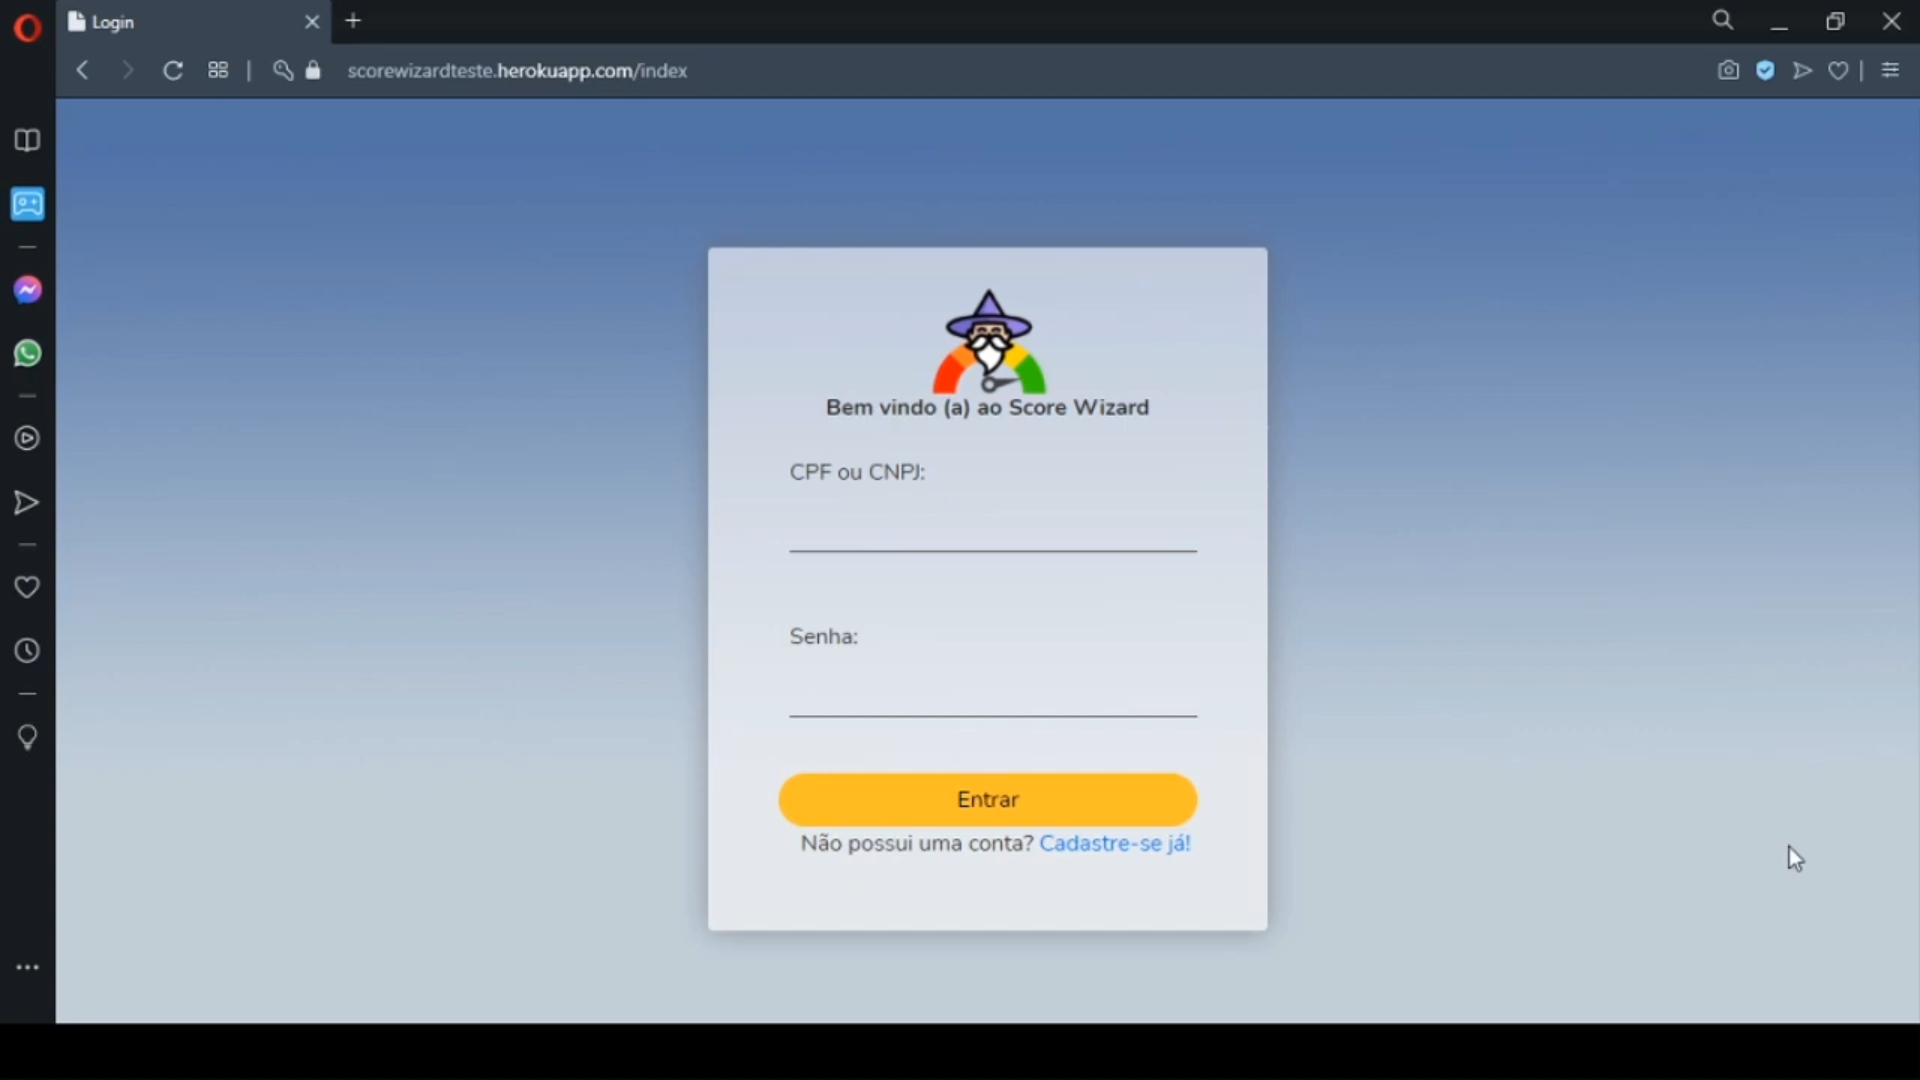 Login
scorewizardteste.herokuapp.com/index
Bem vindo (a) ao Score Wizard
CPF ou CNPJ:
Senha:
Entrar
Não possui uma conta? Cadastre-se já!